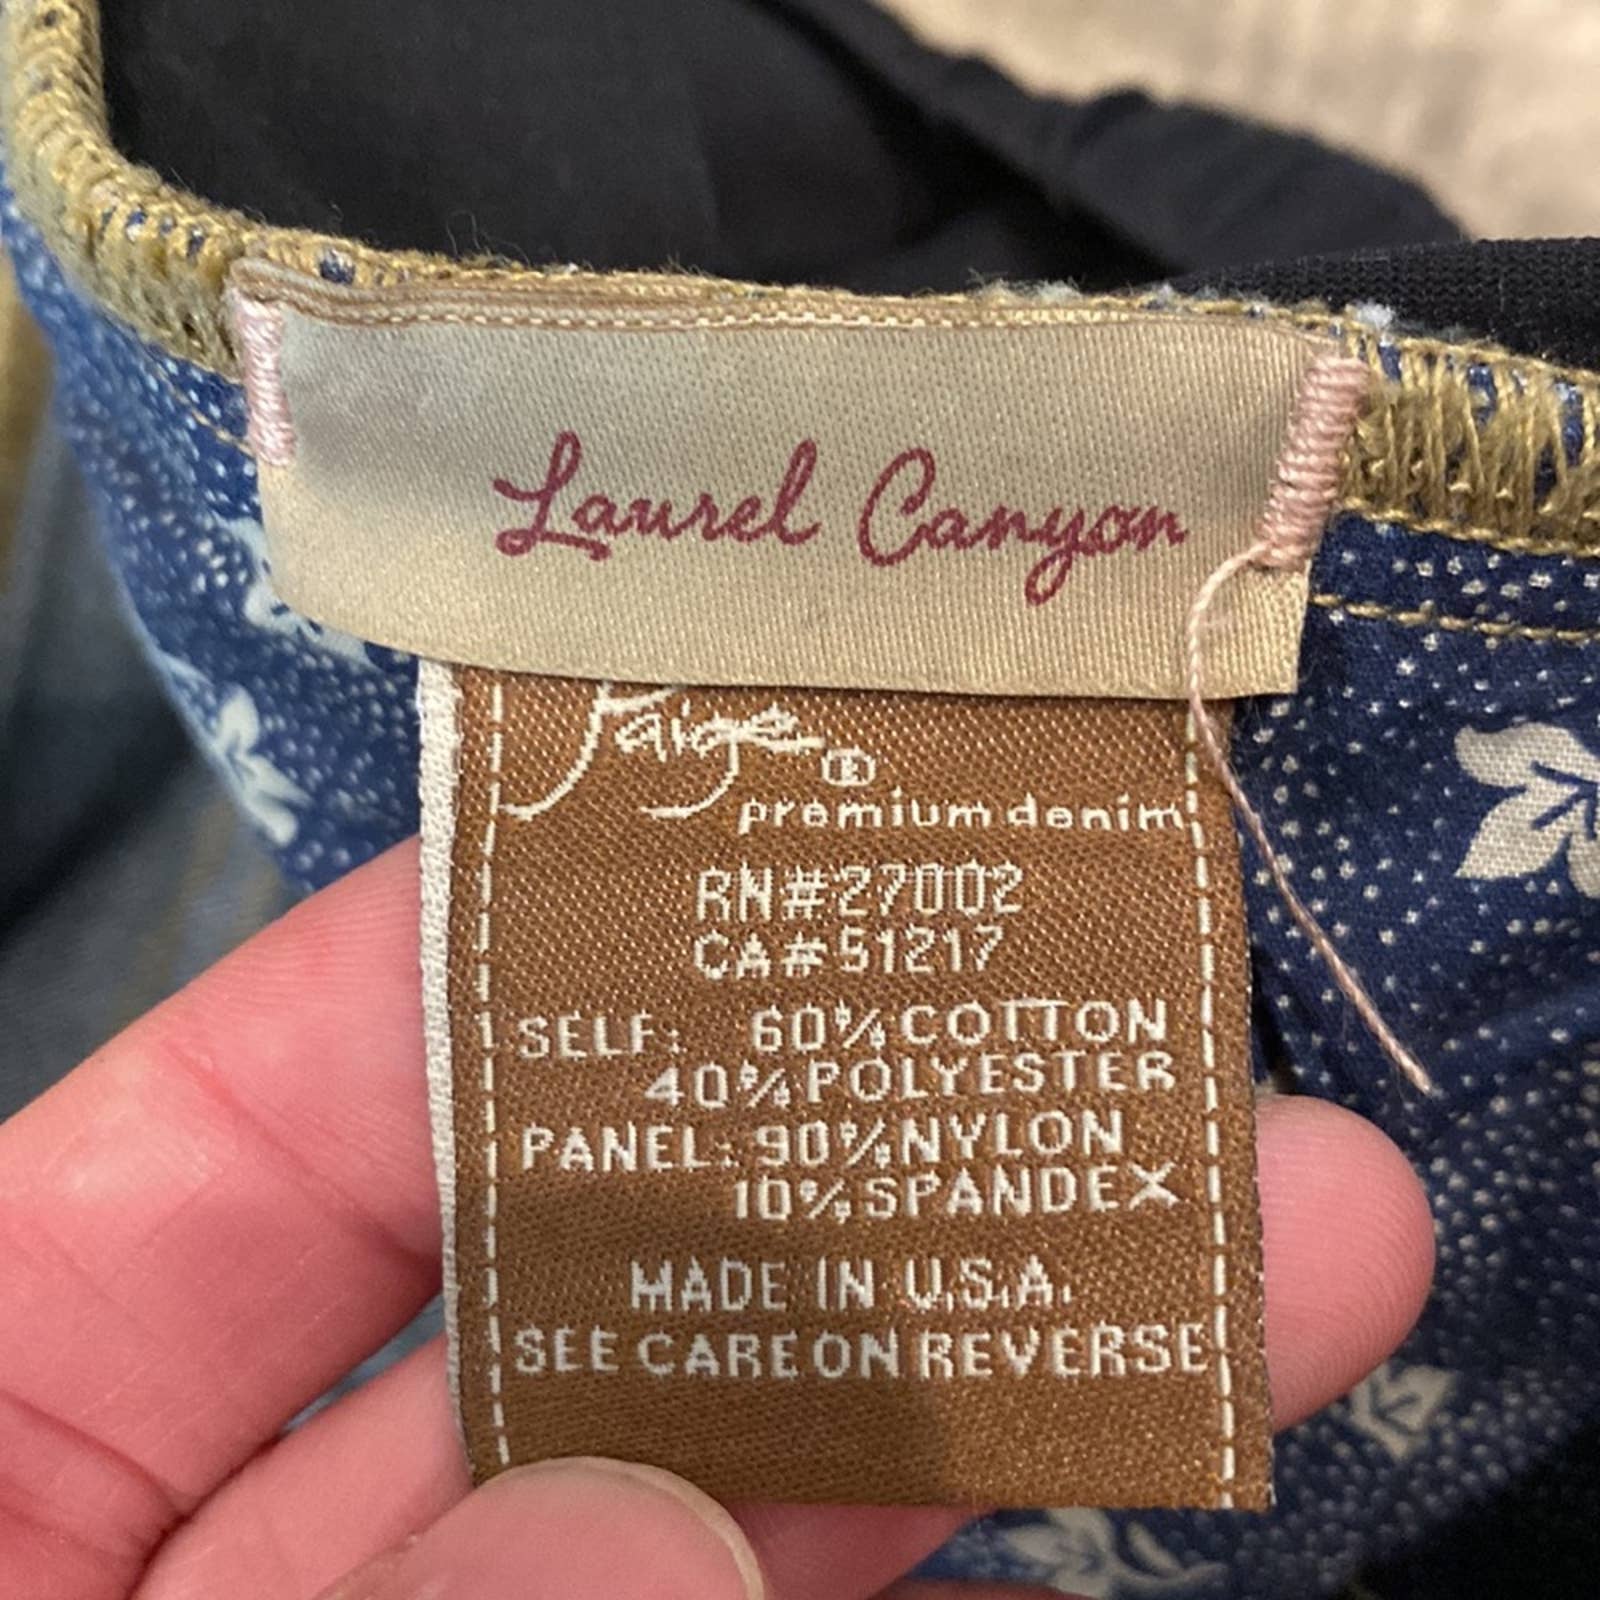 Laurel Canyon
Paige®
premium denim
RN#27002
CA#51217
SELF: 60% COTTON
40% POLYESTER
PANEL: 90% NYLON
10% SPANDEX
MADE IN U.S.A.
SEE CARE ON REVERSE